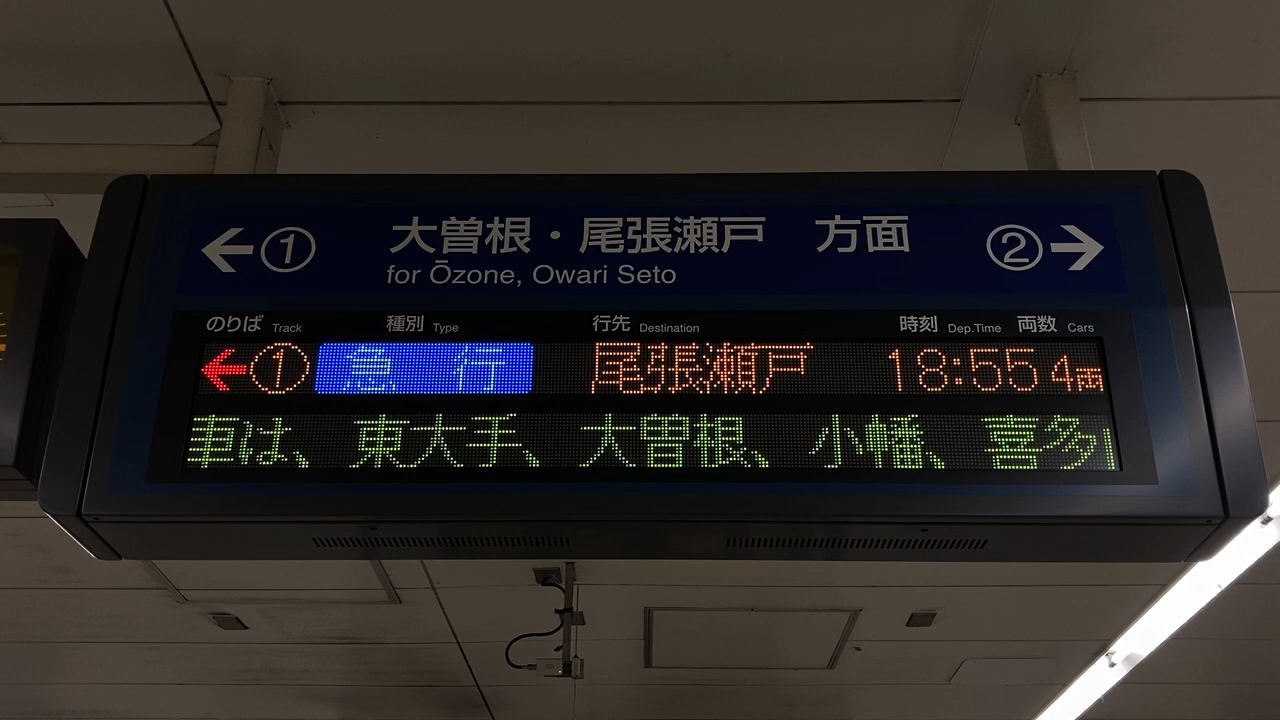 ← ① 大曽根・尾張瀬戸 方面 ② →
for Ōzone, Owari Seto
のりば Track 種別 Type 行先 Destination 時刻 Dep.Time 両数 Cars
← ① 急 行 尾張瀬戸 18:55 4両
車は、 東大手、 大曽根、 小幡、 喜多